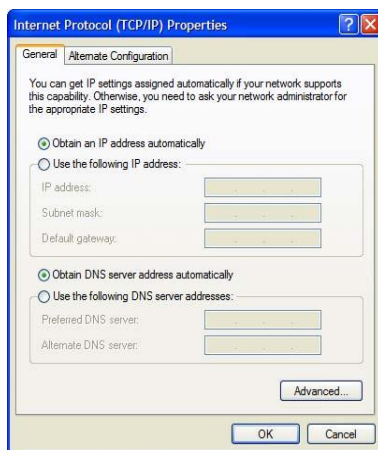 Internet Protocol (TCP/IP) Properties
General
Alternate Configuration
You can get IP settings assigned automatically if your network supports
this capability. Otherwise, you need to ask your network administrator for
the appropriate IP settings.
Obtain an IP address automatically
Use the following IP address:
IP address:
Subnet mask:
Default gateway:
Obtain DNS server address automatically
Use the following DNS server addresses:
Preferred DNS server:
Alternate DNS server:
Advanced...
OK
Cancel